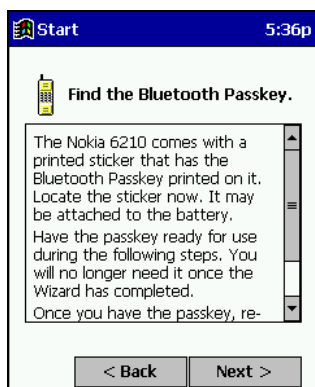 Start 5:36p
Find the Bluetooth Passkey.
The Nokia 6210 comes with a
printed sticker that has the
Bluetooth Passkey printed on it.
Locate the sticker now. It may
be attached to the battery.
Have the passkey ready for use
during the following steps. You
will no longer need it once the
Wizard has completed.
Once you have the passkey, re-
< Back Next >